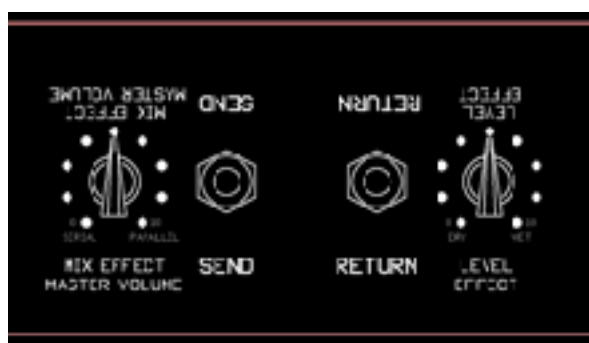 MASTER VOLUME
MIX EFFECT
SEND
RETURN
EFFECT
LEVEL
0 10
SERIAL PARALLEL
0 10
DRY WET
MIX EFFECT
MASTER VOLUME
SEND
RETURN
LEVEL
EFFECT